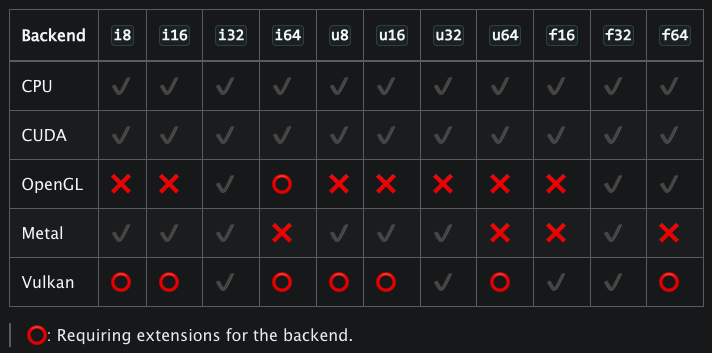 Backend i8 i16 i32 i64 u8 u16 u32 u64 f16 f32 f64
CPU ✔ ✔ ✔ ✔ ✔ ✔ ✔ ✔ ✔ ✔ ✔
CUDA ✔ ✔ ✔ ✔ ✔ ✔ ✔ ✔ ✔ ✔ ✔
OpenGL ❌ ❌ ✔ ⭕ ❌ ❌ ❌ ❌ ❌ ✔ ✔
Metal ✔ ✔ ✔ ❌ ✔ ✔ ✔ ❌ ❌ ✔ ❌
Vulkan ⭕ ⭕ ✔ ⭕ ⭕ ⭕ ✔ ⭕ ✔ ✔ ⭕
⭕: Requiring extensions for the backend.